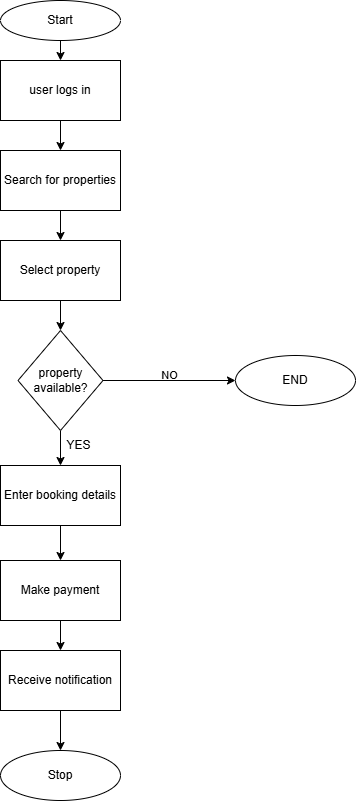 Start
user logs in
Search for properties
Select property
property
available?
NO
END
YES
Enter booking details
Make payment
Receive notification
Stop